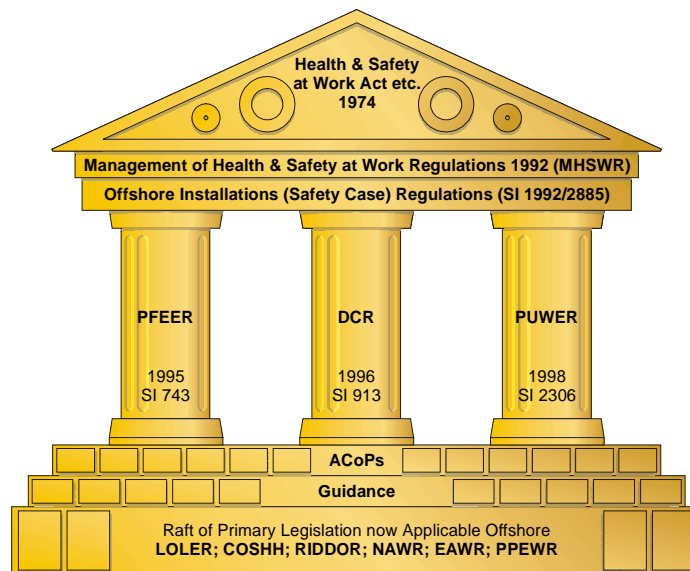 Health & Safety
at Work Act etc.
1974
Management of Health & Safety at Work Regulations 1992 (MHSWR)
Offshore Installations (Safety Case) Regulations (SI 1992/2885)
PFEER
1995
SI 743
DCR
1996
SI 913
PUWER
1998
SI 2306
ACoPs
Guidance
Raft of Primary Legislation now Applicable Offshore
LOLER; COSHH; RIDDOR; NAWR; EAWR; PPEWR